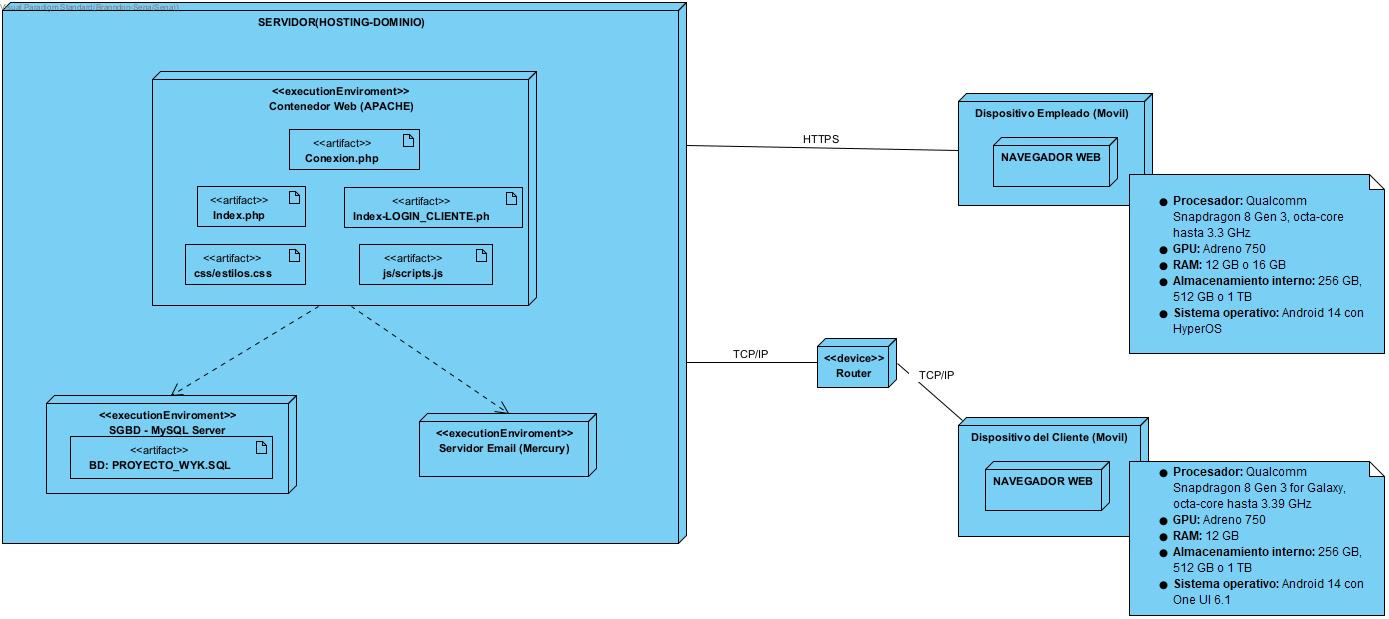 Visual Paradigm Standard(Branndon-Sena(Sena))
SERVIDOR(HOSTING-DOMINIO)
<<executionEnviroment>>
Contenedor Web (APACHE)
<<artifact>>
Conexion.php
<<artifact>>
Index.php
<<artifact>>
Index-LOGIN_CLIENTE.ph
<<artifact>>
css/estilos.css
<<artifact>>
js/scripts.js
<<executionEnviroment>>
SGBD - MySQL Server
<<artifact>>
BD: PROYECTO_WYK.SQL
<<executionEnviroment>>
Servidor Email (Mercury)
HTTPS
Dispositivo Empleado (Movil)
NAVEGADOR WEB
● Procesador: Qualcomm
Snapdragon 8 Gen 3, octa-core
hasta 3.3 GHz
● GPU: Adreno 750
● RAM: 12 GB o 16 GB
● Almacenamiento interno: 256 GB,
512 GB o 1 TB
● Sistema operativo: Android 14 con
HyperOS
TCP/IP
<<device>>
Router
TCP/IP
Dispositivo del Cliente (Movil)
NAVEGADOR WEB
● Procesador: Qualcomm
Snapdragon 8 Gen 3 for Galaxy,
octa-core hasta 3.39 GHz
● GPU: Adreno 750
● RAM: 12 GB
● Almacenamiento interno: 256 GB,
512 GB o 1 TB
● Sistema operativo: Android 14 con
One UI 6.1